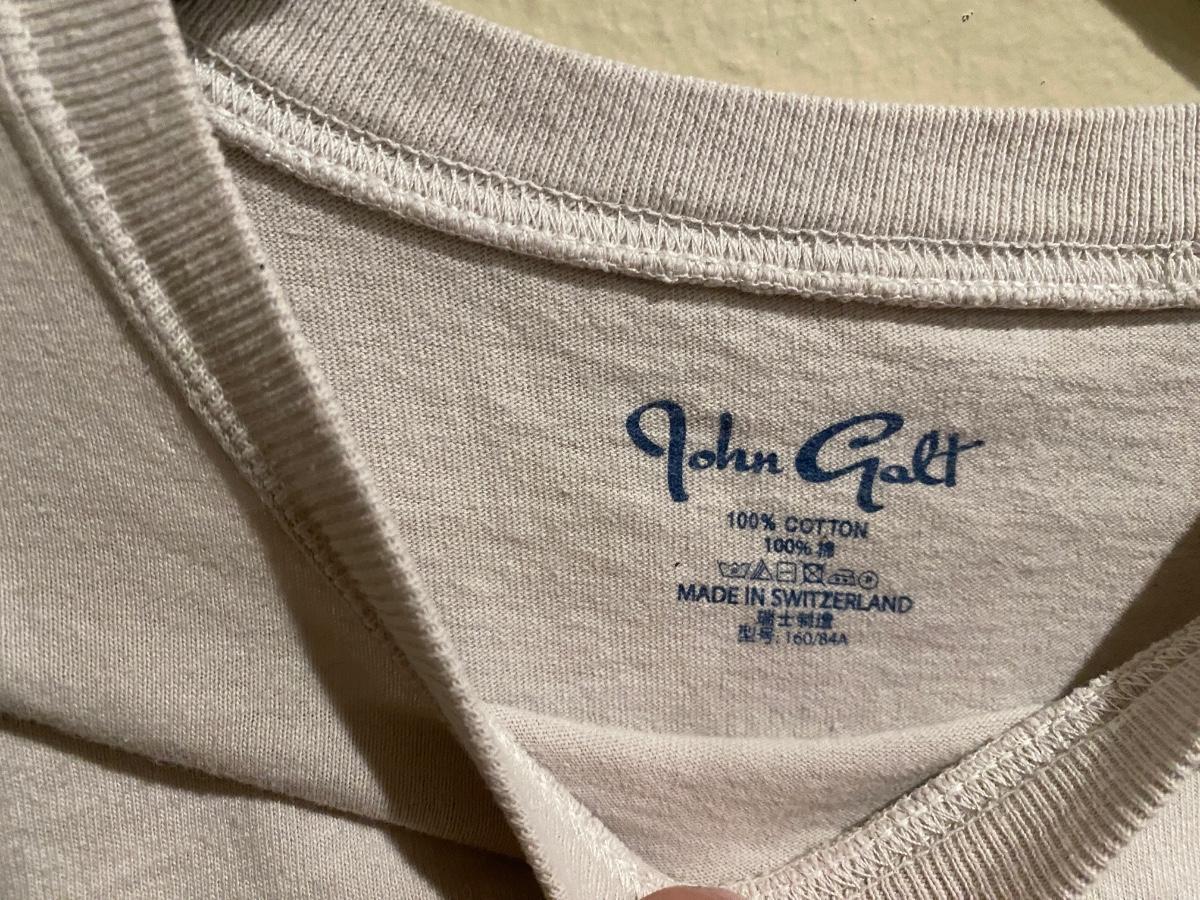 John Galt
100% COTTON
100% 棉
MADE IN SWITZERLAND
瑞士制造
型号: 160/84A